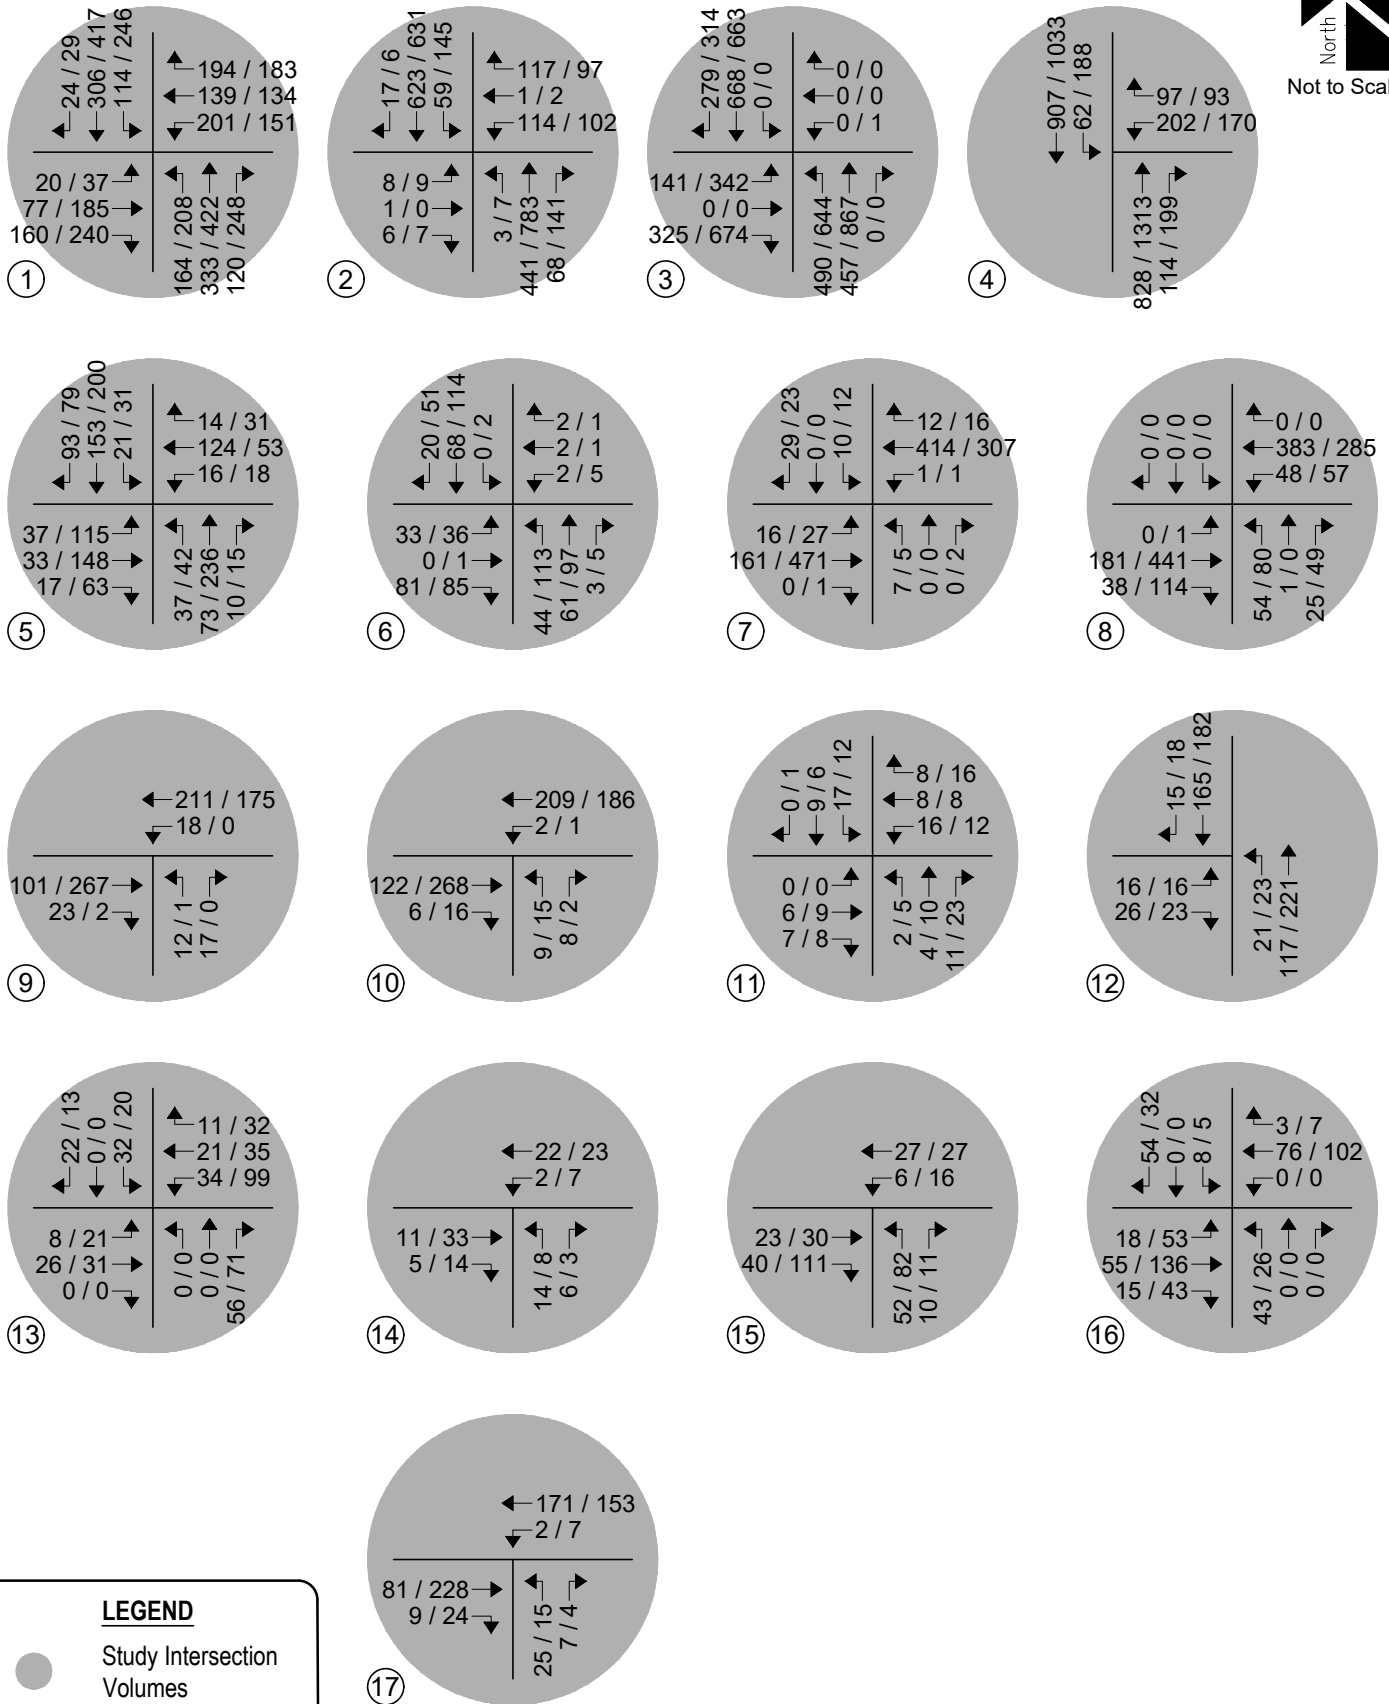 North
Not to Scal
24 / 29
306 / 417
114 / 246
194 / 183
139 / 134
201 / 151
20 / 37
77 / 185
160 / 240
164 / 208
333 / 422
120 / 248
1
17 / 6
623 / 631
59 / 145
117 / 97
1 / 2
114 / 102
8 / 9
1 / 0
6 / 7
3 / 7
441 / 783
68 / 141
2
279 / 314
668 / 663
0 / 0
0 / 0
0 / 0
0 / 1
141 / 342
0 / 0
325 / 674
490 / 644
457 / 867
0 / 0
3
907 / 1033
62 / 188
97 / 93
202 / 170
828 / 1313
114 / 199
4
93 / 79
153 / 200
21 / 31
14 / 31
124 / 53
16 / 18
37 / 115
33 / 148
17 / 63
37 / 42
73 / 236
10 / 15
5
20 / 51
68 / 114
0 / 2
2 / 1
2 / 1
2 / 5
33 / 36
0 / 1
81 / 85
44 / 113
61 / 97
3 / 5
6
29 / 23
0 / 0
10 / 12
12 / 16
414 / 307
1 / 1
16 / 27
161 / 471
0 / 1
7 / 5
0 / 0
0 / 2
7
0 / 0
0 / 0
0 / 0
0 / 0
383 / 285
48 / 57
0 / 1
181 / 441
38 / 114
54 / 80
1 / 0
25 / 49
8
211 / 175
18 / 0
101 / 267
23 / 2
12 / 1
17 / 0
9
209 / 186
2 / 1
122 / 268
6 / 16
9 / 15
8 / 2
10
0 / 1
9 / 6
17 / 12
8 / 16
8 / 8
16 / 12
0 / 0
6 / 9
7 / 8
2 / 5
4 / 10
11 / 23
11
15 / 18
165 / 182
16 / 16
26 / 23
21 / 23
117 / 221
12
22 / 13
0 / 0
32 / 20
11 / 32
21 / 35
34 / 99
8 / 21
26 / 31
0 / 0
0 / 0
0 / 0
56 / 71
13
22 / 23
2 / 7
11 / 33
5 / 14
14 / 8
6 / 3
14
27 / 27
6 / 16
23 / 30
40 / 111
52 / 82
10 / 11
15
54 / 32
0 / 0
8 / 5
3 / 7
76 / 102
0 / 0
18 / 53
55 / 136
15 / 43
43 / 26
0 / 0
0 / 0
16
171 / 153
2 / 7
81 / 228
9 / 24
25 / 15
7 / 4
17
LEGEND
Study Intersection
Volumes